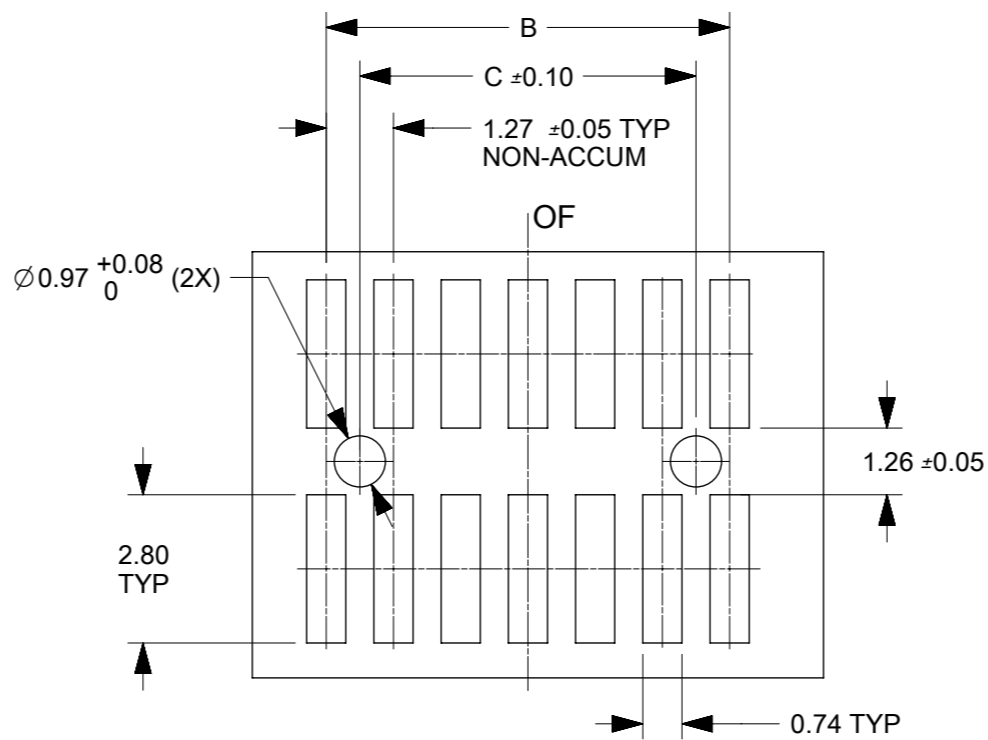 B
C ±0.10
1.27 ±0.05 TYP
NON-ACCUM
OF
Ø0.97 +0.08 0 (2X)
1.26 ±0.05
2.80
TYP
0.74 TYP